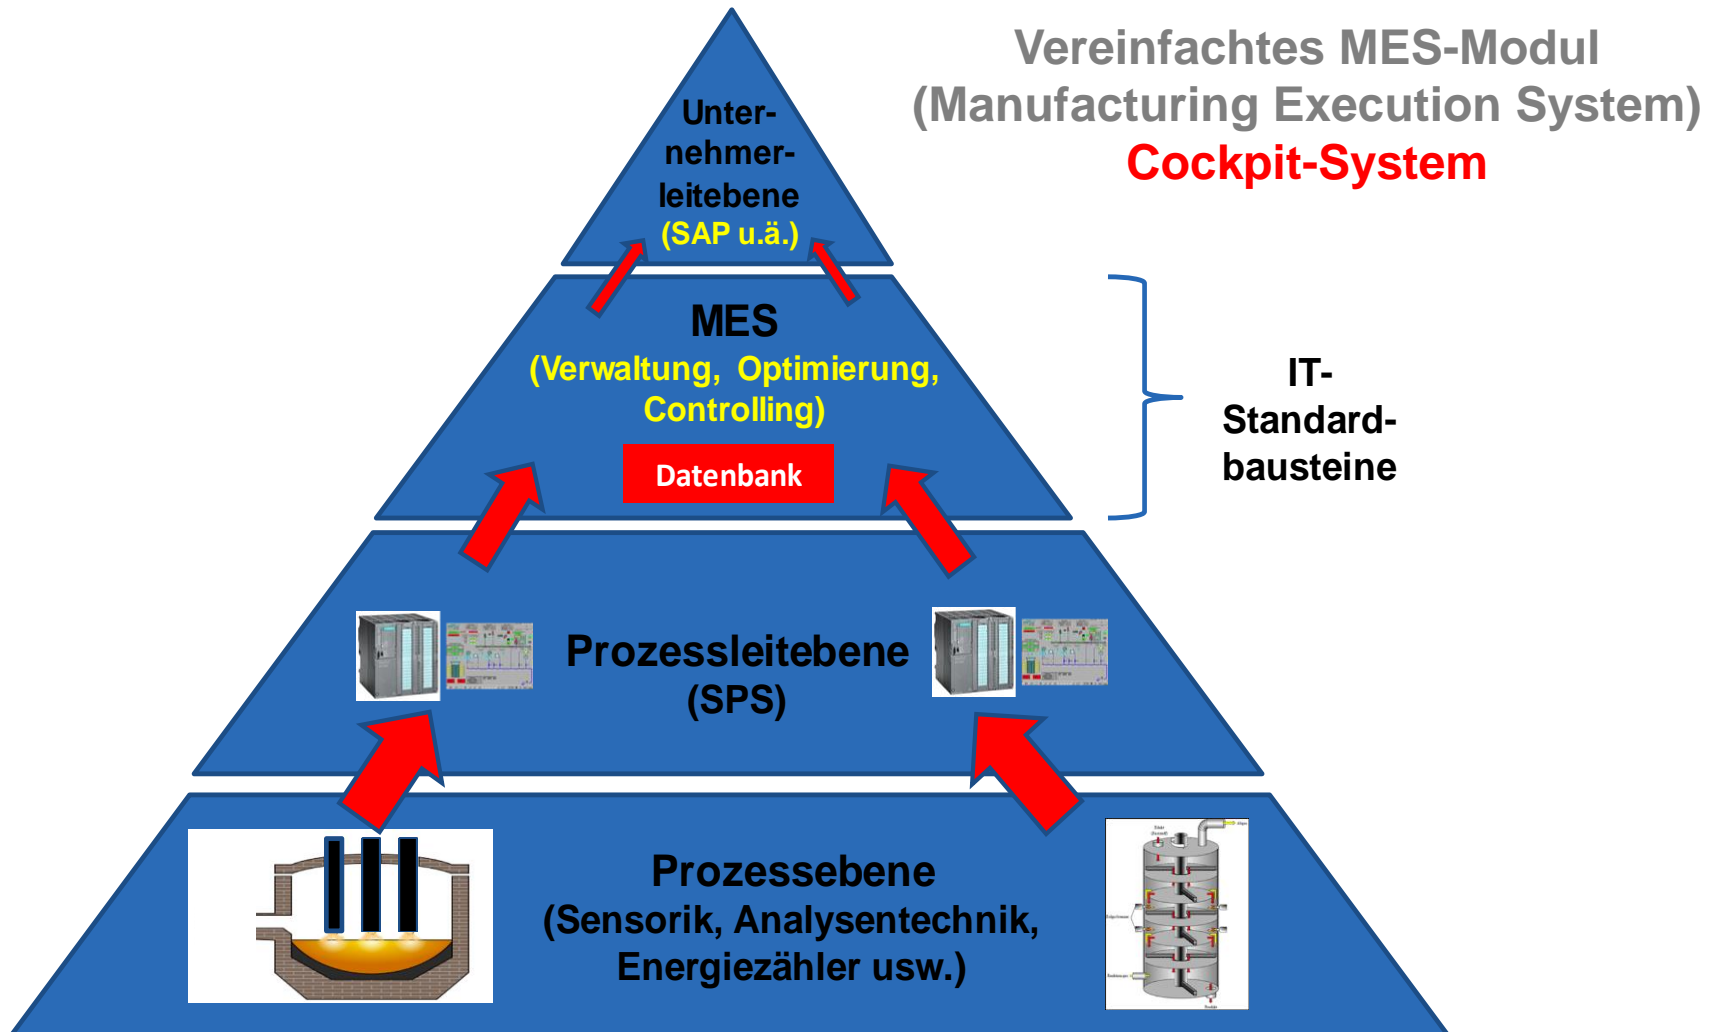 Vereinfachtes MES-Modul
(Manufacturing Execution System)
Cockpit-System
Unter-
nehmer-
leitebene
(SAP u.ä.)
MES
(Verwaltung, Optimierung,
Controlling)
Datenbank
IT-
Standard-
bausteine
Prozessleitebene
(SPS)
Prozessebene
(Sensorik, Analysentechnik,
Energiezähler usw.)